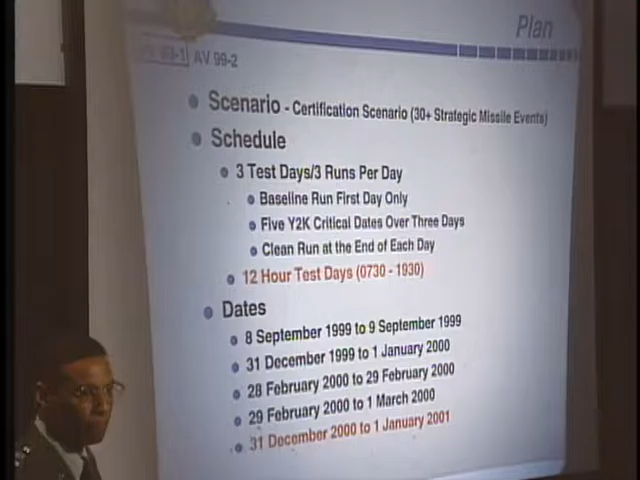 Plan
AV 99-1 AV 99-2
Scenario - Certification Scenario (30+ Strategic Missile Events)
Schedule
3 Test Days/3 Runs Per Day
Baseline Run First Day Only
Five Y2K Critical Dates Over Three Days
Clean Run at the End of Each Day
12 Hour Test Days (0730 - 1930)
Dates
8 September 1999 to 9 September 1999
31 December 1999 to 1 January 2000
28 February 2000 to 29 February 2000
29 February 2000 to 1 March 2000
31 December 2000 to 1 January 2001